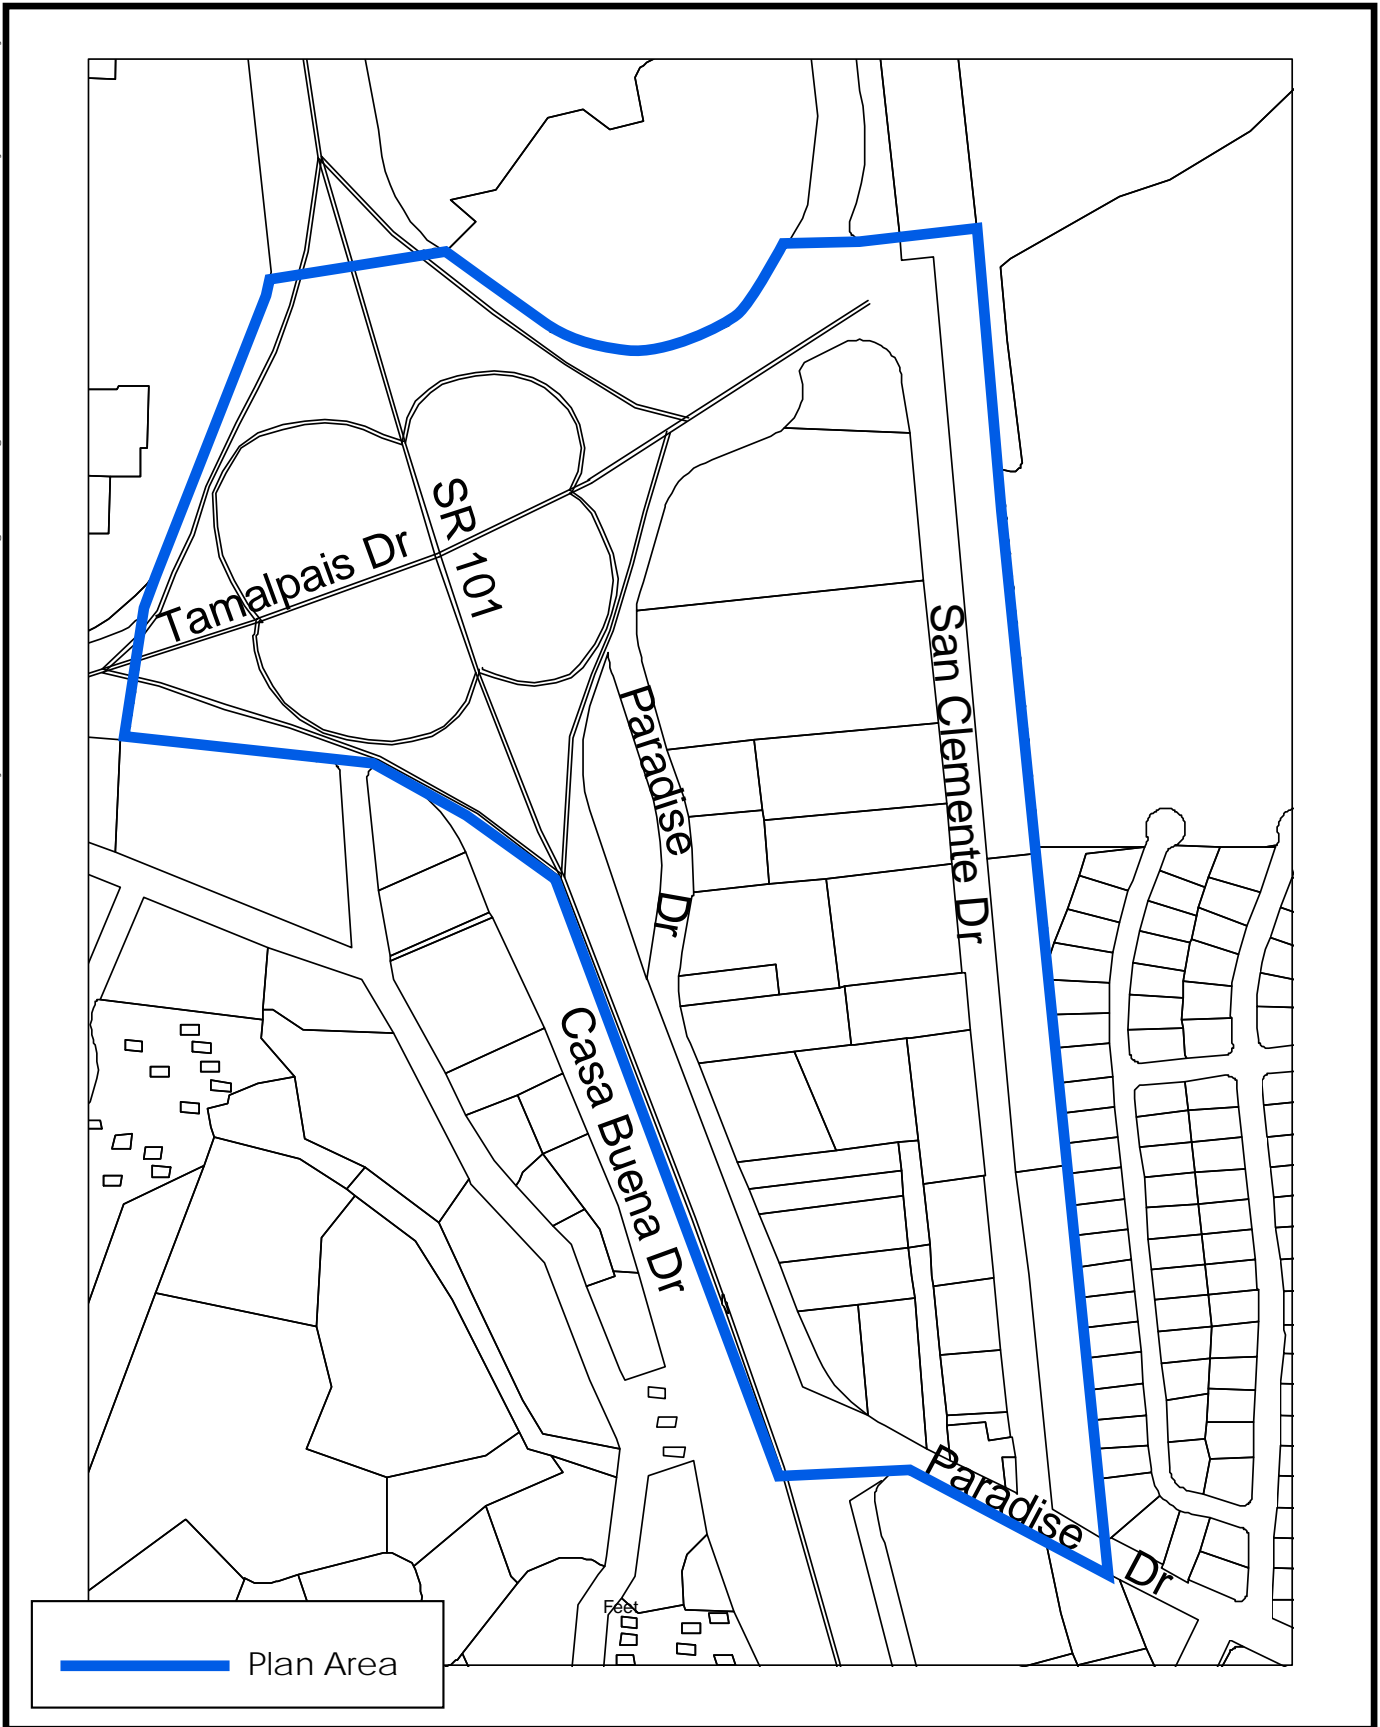 SR 101
Tamalpais Dr
San Clemente Dr
Paradise Dr
Casa Buena Dr
Paradise Dr
Feet
Plan Area